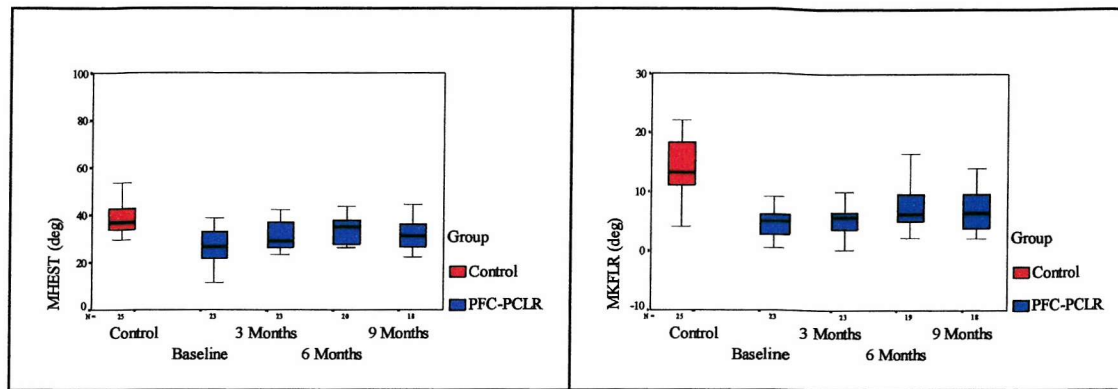 100
80
60
40
20
0
MHEST (deg)
N = 25 23 23 20 18
Control 3 Months 9 Months
Baseline 6 Months
Group
Control
PFC-PCLR
30
20
10
0
-10
MKFLR (deg)
N = 25 23 23 19 18
Control 3 Months 9 Months
Baseline 6 Months
Group
Control
PFC-PCLR